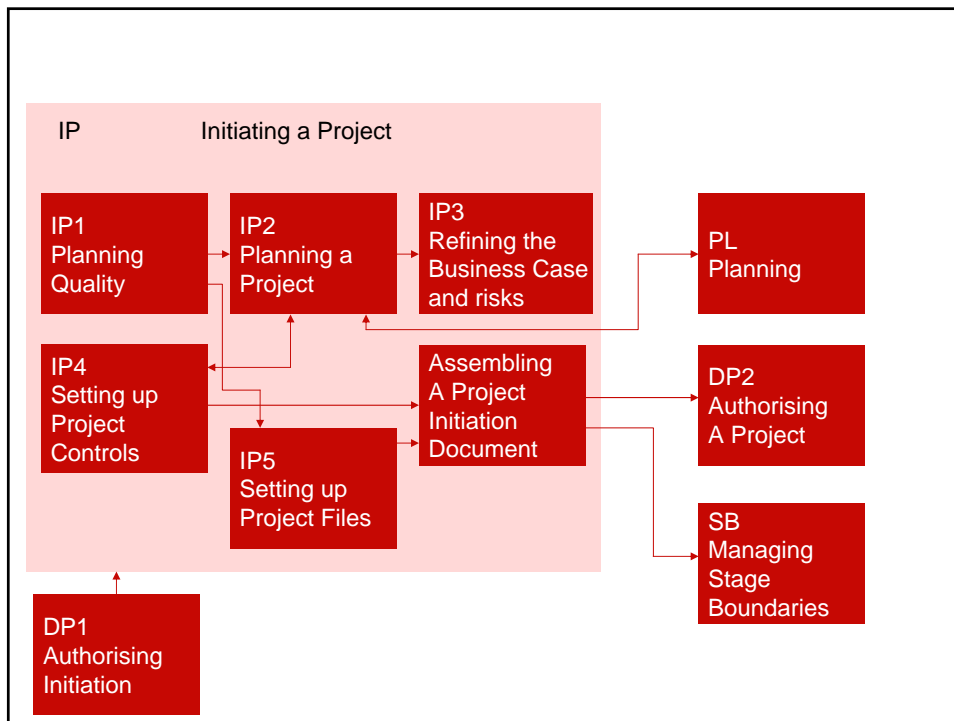 IP Initiating a Project
IP1
Planning
Quality
IP2
Planning a
Project
IP3
Refining the
Business Case
and risks
PL
Planning
IP4
Setting up
Project
Controls
Assembling
A Project
Initiation
Document
DP2
Authorising
A Project
IP5
Setting up
Project Files
SB
Managing
Stage
Boundaries
DP1
Authorising
Initiation